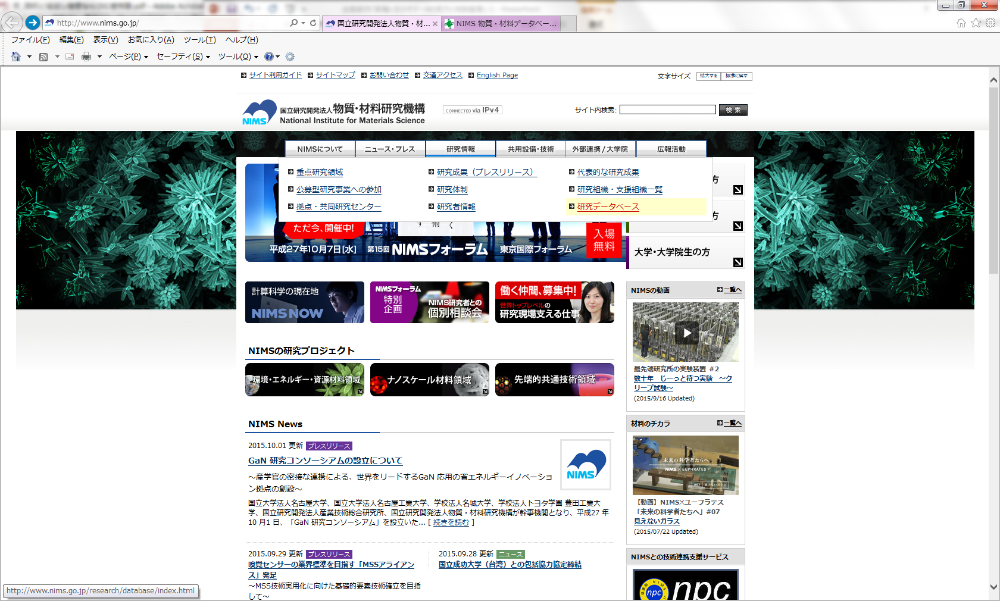 http://www.nims.go.jp/
国立研究開発法人物質・材...
NIMS 物質・材料データベー...
ファイル(F) 編集(E) 表示(V) お気に入り(A) ツール(T) ヘルプ(H)
ページ(P) セーフティ(S) ツール(O)
サイト利用ガイド サイトマップ お問い合わせ 交通アクセス English Page
文字サイズ 拡大する 標準に戻す
NIMS
国立研究開発法人物質・材料研究機構
National Institute for Materials Science
CONNECTED via IPv4
サイト内検索: 検 索
NIMSについて ニュース・プレス 研究情報 共用設備・技術 外部連携/大学院 広報活動
重点研究領域 研究成果（プレスリリース） 代表的な研究成果
公募型研究事業への参加 研究体制 研究組織・支援組織一覧
拠点・共同研究センター 研究者情報 研究データベース
方
方
大学・大学院生の方
ただ今、開催中!
入場
無料
平成27年10月7日[水] 第15回 NIMSフォーラム 東京国際フォーラム
計算科学の現在地
NIMS NOW
NIMSフォーラム
特別
企画
NIMS研究者との
個別相談会
働く仲間、募集中!
世界トップレベルの
研究現場支える仕事
NIMSの研究プロジェクト
環境・エネルギー・資源材料領域
ナノスケール材料領域
先端的共通技術領域
NIMS News
2015.10.01 更新 プレスリリース
GaN 研究コンソーシアムの設立について
～産学官の密接な連携による、世界をリードするGaN 応用の省エネルギーイノベーショ
ン拠点の創設～
国立大学法人名古屋大学、国立大学法人名古屋工業大学、学校法人名城大学、学校法人トヨタ学園 豊田工業大
学、国立研究開発法人産業技術総合研究所、国立研究開発法人物質・材料研究機構が幹事機関となり、平成27 年
10 月1 日、「GaN 研究コンソーシアム」を設立いた... [ 続きを読む ]
NIMS
2015.09.29 更新 プレスリリース
嗅覚センサーの業界標準を目指す「MSSアライアン
ス」発足
～MSS技術実用化に向けた基礎的要素技術確立を目指
して～
2015.09.28 更新 ニュース
国立成功大学（台湾）との包括協力協定締結
NIMSの動画 一覧へ
最先端研究所の実験装置 #2
数十年 じーっと待つ実験 ～ク
リープ試験～
(2015/9/16 Updated)
材料のチカラ 一覧へ
未来の科学者たちへ
NIMS × EUPHRATES
#07 見えないガラス
【動画】NIMS×ユーフラテス
「未来の科学者たちへ」#07
見えないガラス
(2015/07/22 Updated)
NIMSとの技術連携支援サービス
npc npc
http://www.nims.go.jp/research/database/index.html